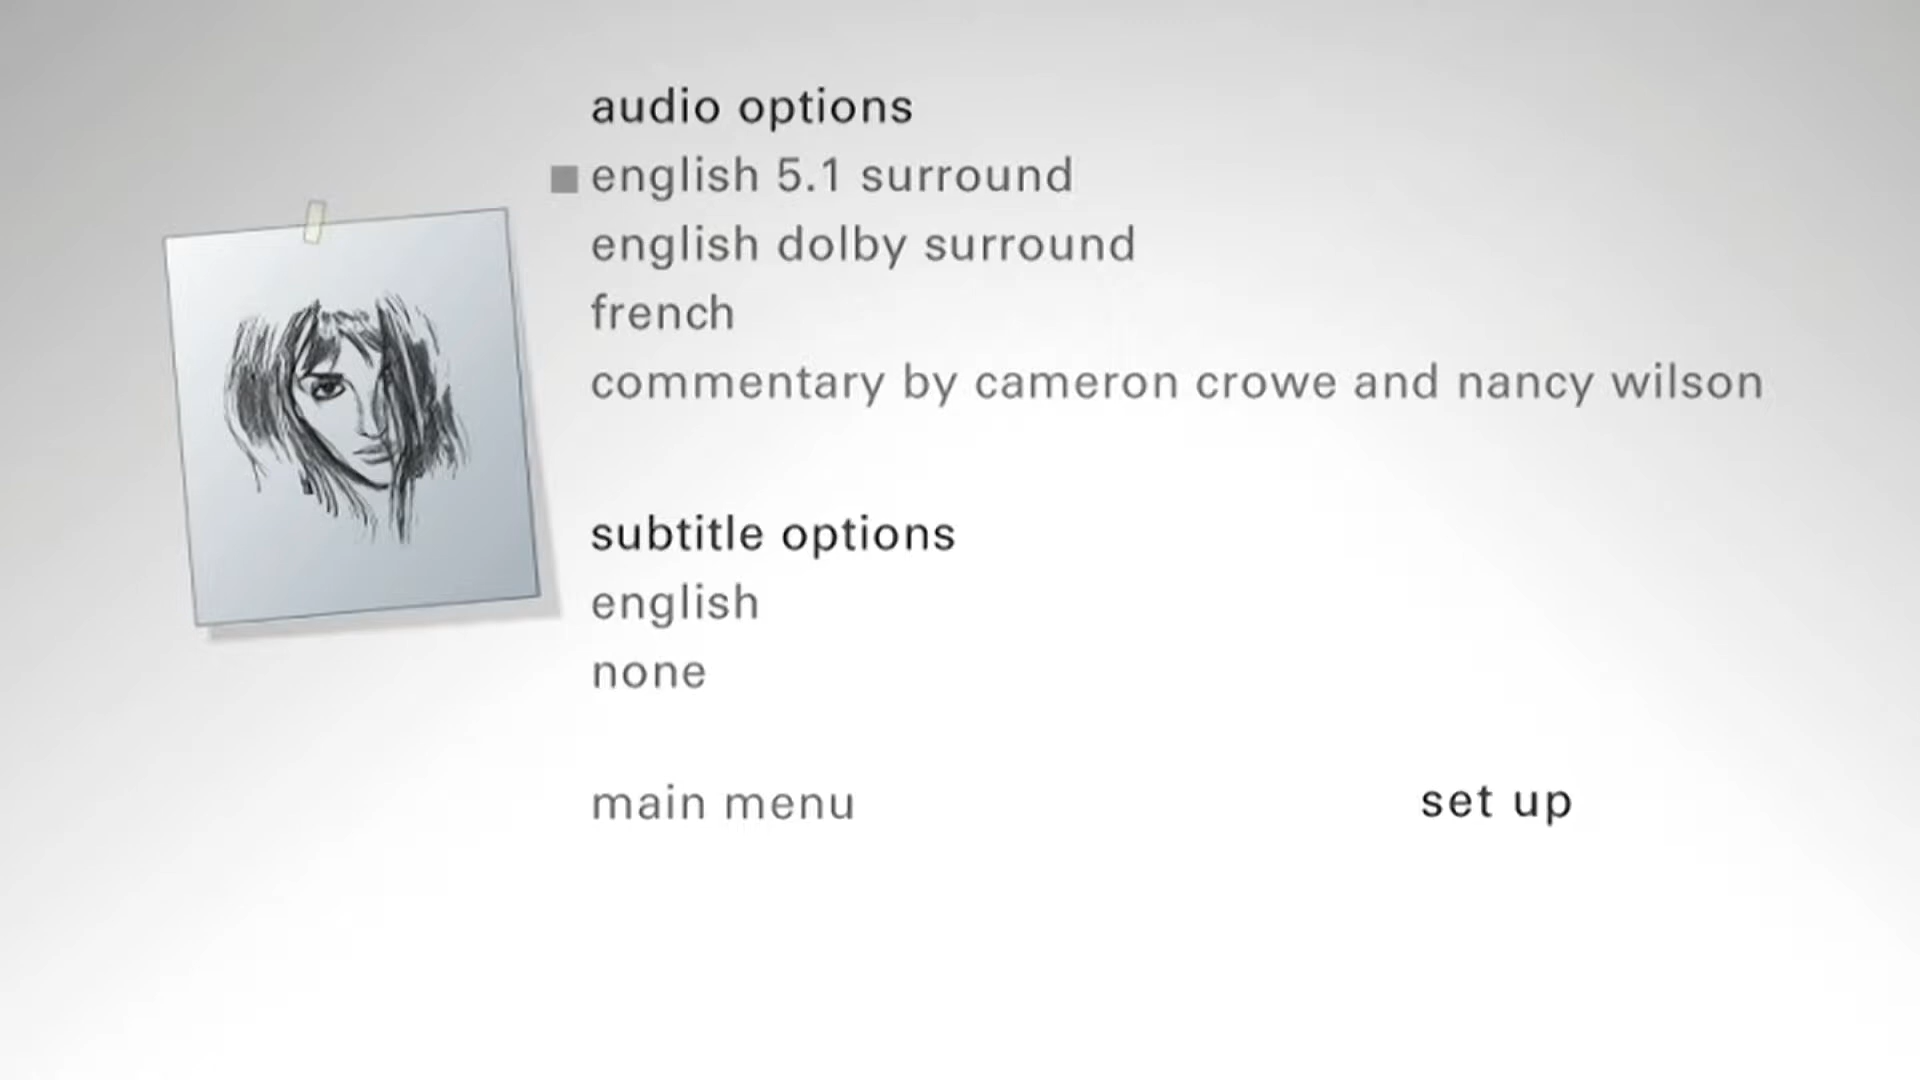 audio options
english 5.1 surround
english dolby surround
french
commentary by cameron crowe and nancy wilson
subtitle options
english
none
main menu
set up